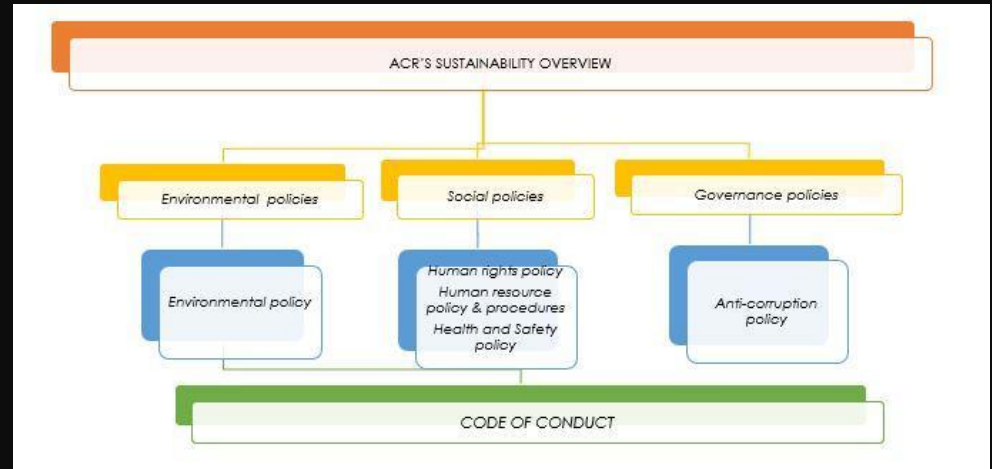 ACR'S SUSTAINABILITY OVERVIEW
Environmental policies
Social policies
Governance policies
Environmental policy
Human rights policy
Human resource
policy & procedures
Health and Safety
policy
Anti-corruption
policy
CODE OF CONDUCT